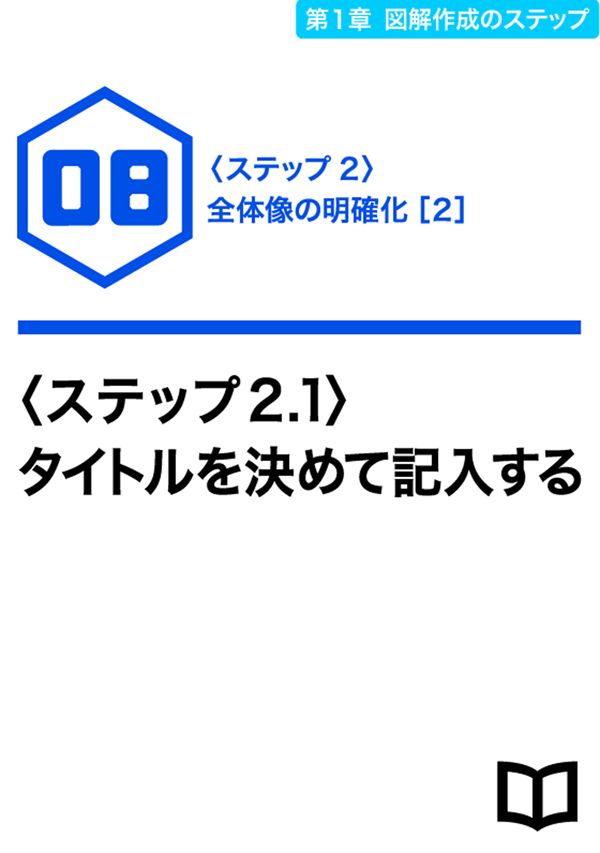 第1章 図解作成のステップ
08
〈ステップ 2〉
全体像の明確化［2］
〈ステップ 2.1〉
タイトルを決めて記入する